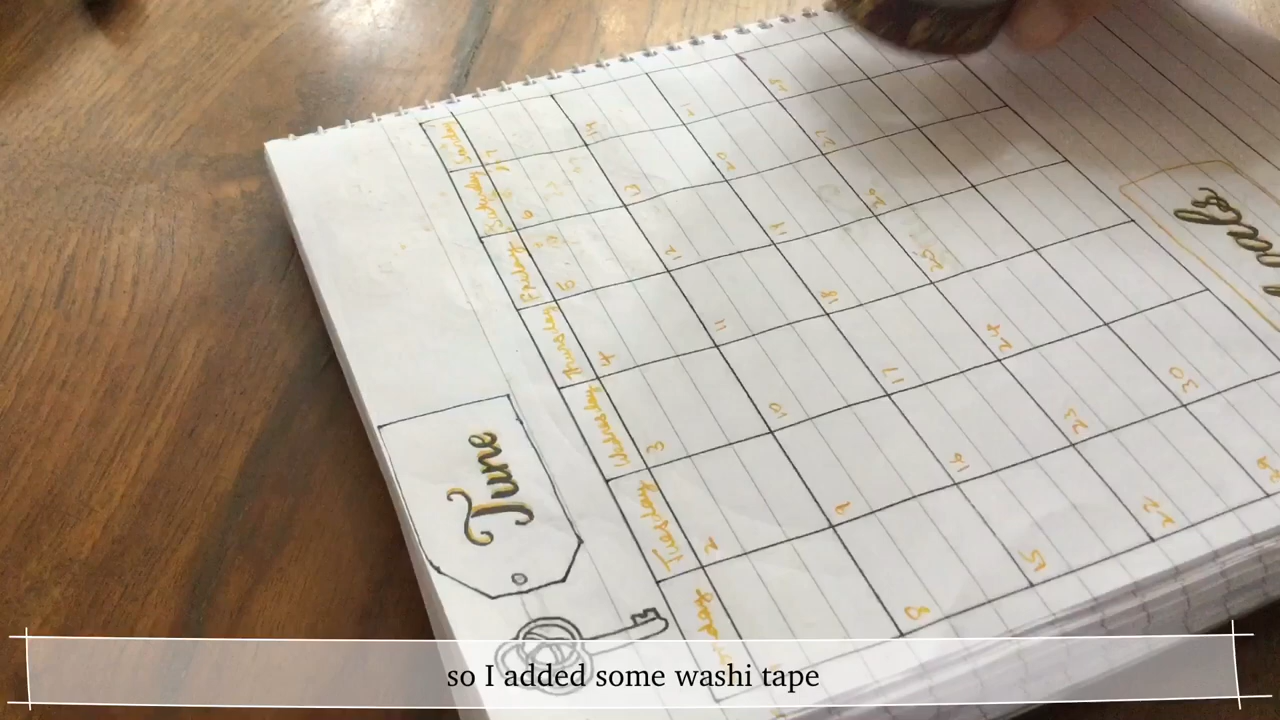 June
Tuesday Wednesday Thursday Friday Saturday Sunday
2 3 4 5 6 7
8 9 10 11 12 13 14
15 16 17 18 19 20 21
22 23 24 25 26 27 28
29 30
so I added some washi tape